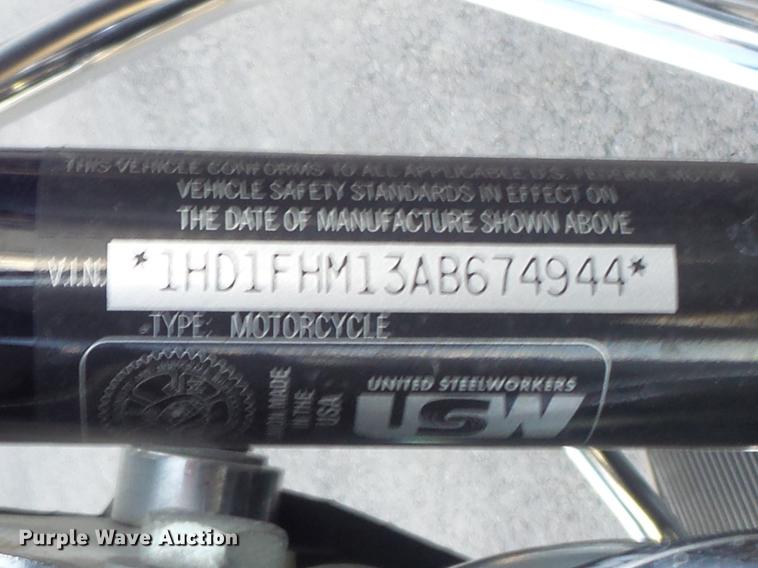 THIS VEHICLE CONFORMS TO ALL APPLICABLE U.S. FEDERAL MOTOR
VEHICLE SAFETY STANDARDS IN EFFECT ON
THE DATE OF MANUFACTURE SHOWN ABOVE
V.I.N. *1HD1FHM13AB674944*
TYPE: MOTORCYCLE
UNION MADE
IN THE
USA
UNITED STEELWORKERS
USW
Purple Wave Auction